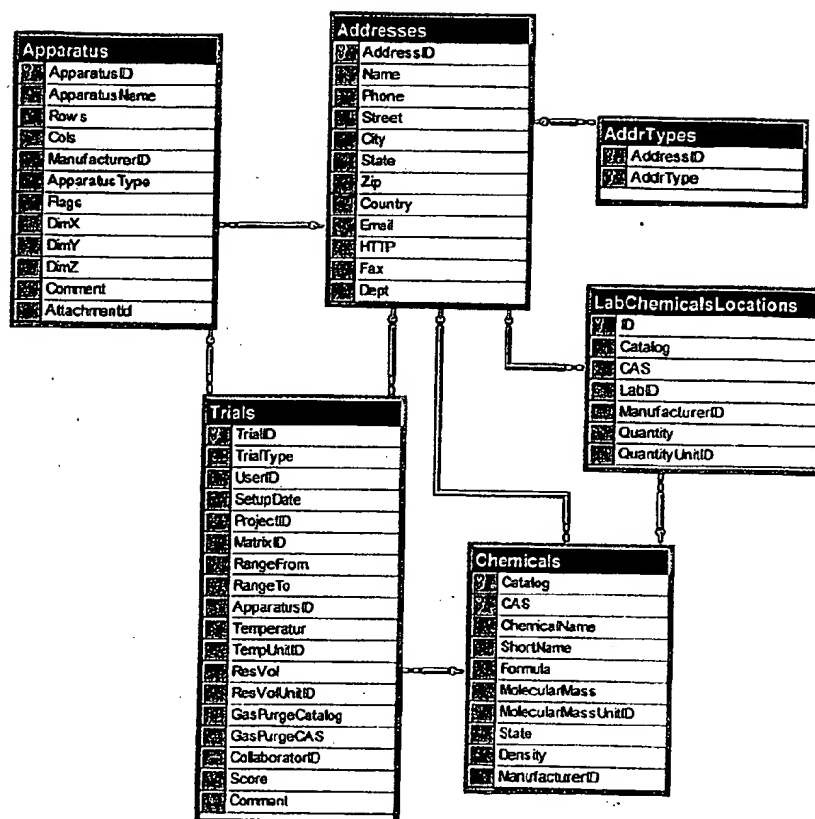 Apparatus
ApparatusID
ApparatusName
Rows
Cols
ManufacturerID
ApparatusType
Flags
DimX
DimY
DimZ
Comment
AttachmentId
Addresses
AddressID
Name
Phone
Street
City
State
Zip
Country
Email
HTTP
Fax
Dept
AddrTypes
AddressID
AddrType
LabChemicalsLocations
ID
Catalog
CAS
LabID
ManufacturerID
Quantity
QuantityUnitID
Trials
TrialID
TrialType
UserID
SetupDate
ProjectID
MatrixID
RangeFrom
RangeTo
ApparatusID
Temperatur
TempUnitID
ResVol
ResVolUnitID
GasPurgeCatalog
GasPurgeCAS
CollaboratorID
Score
Comment
Chemicals
Catalog
CAS
ChemicalName
ShortName
Formula
MolecularMass
MolecularMassUnitID
State
Density
ManufacturerID